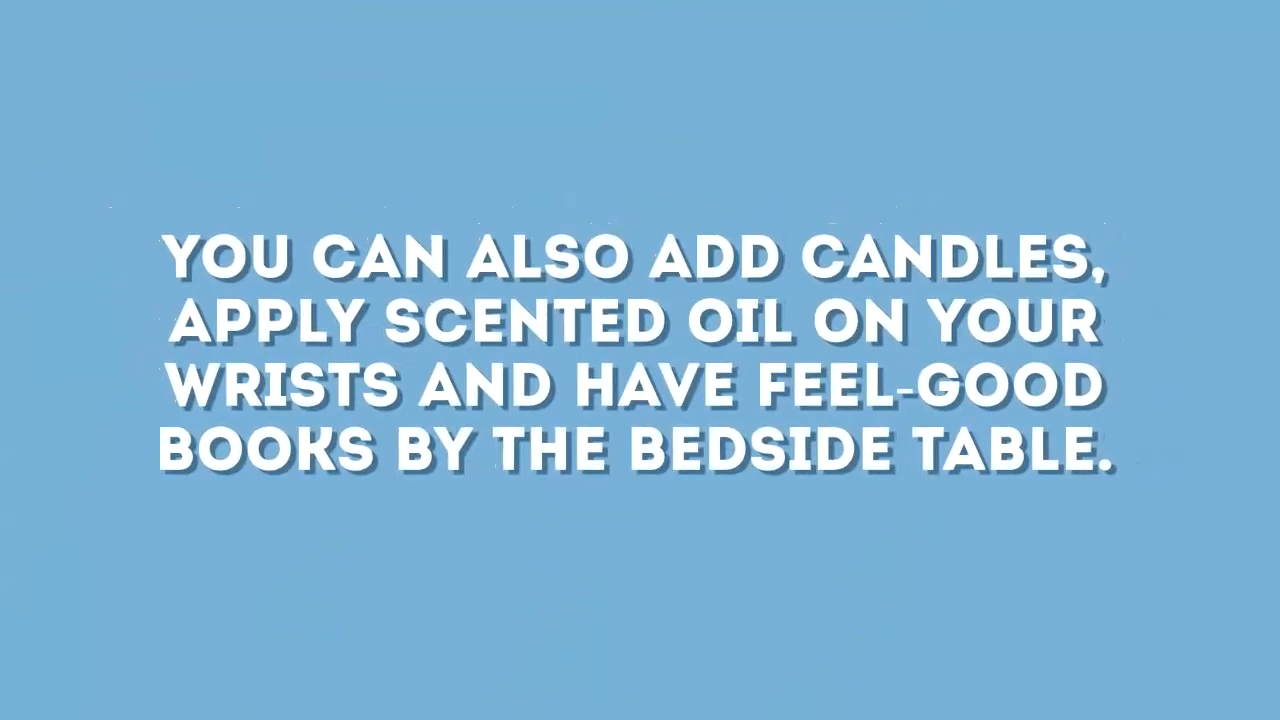 YOU CAN ALSO ADD CANDLES,
APPLY SCENTED OIL ON YOUR
WRISTS AND HAVE FEEL-GOOD
BOOKS BY THE BEDSIDE TABLE.